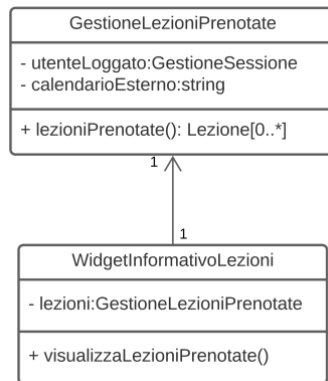 GestioneLezioniPrenotate
- utenteLoggato:GestioneSessione
- calendarioEsterno:string
+ lezioniPrenotate(): Lezione[0..*]
1
1
WidgetInformativoLezioni
- lezioni:GestioneLezioniPrenotate
+ visualizzaLezioniPrenotate()